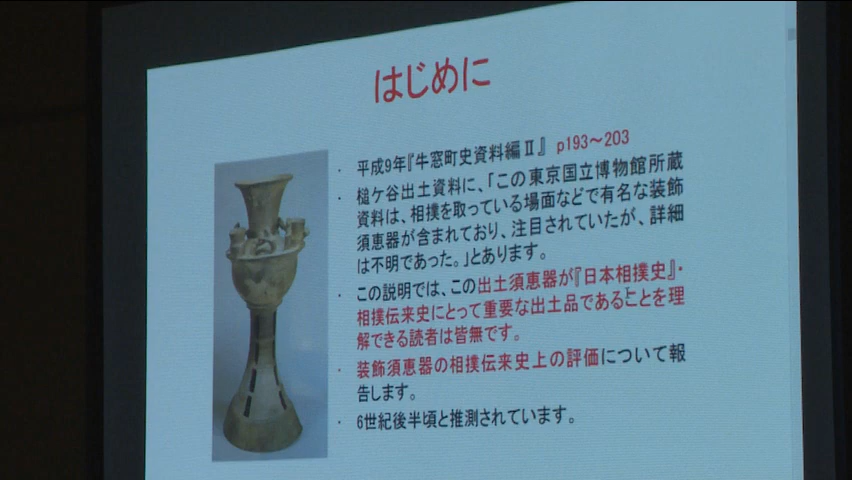 はじめに
・ 平成9年『牛窓町史資料編Ⅱ』 p193～203
・ 槌ケ谷出土資料に、「この東京国立博物館所蔵
資料は、相撲を取っている場面などで有名な装飾
須恵器が含まれており、注目されていたが、詳細
は不明であった。」とあります。
・ この説明では、この出土須恵器が『日本相撲史』・
相撲伝来史にとって重要な出土品であることを理
解できる読者は皆無です。
・ 装飾須恵器の相撲伝来史上の評価について報
告します。
・ 6世紀後半頃と推測されています。